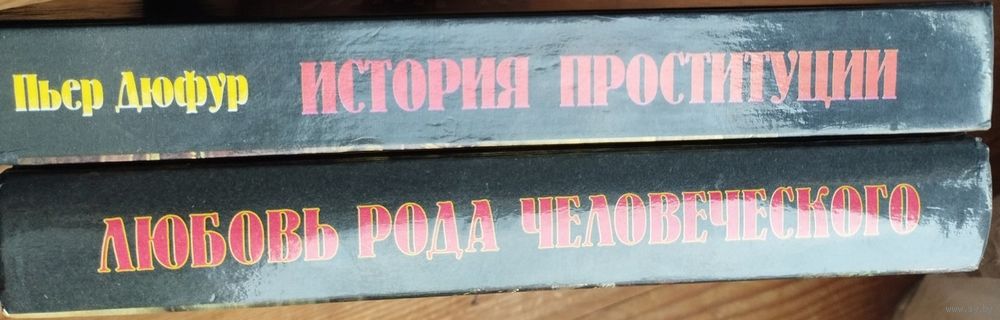 Пьер Дюфур ИСТОРИЯ ПРОСТИТУЦИИ
ЛЮБОВЬ РОДА ЧЕЛОВЕЧЕСКОГО